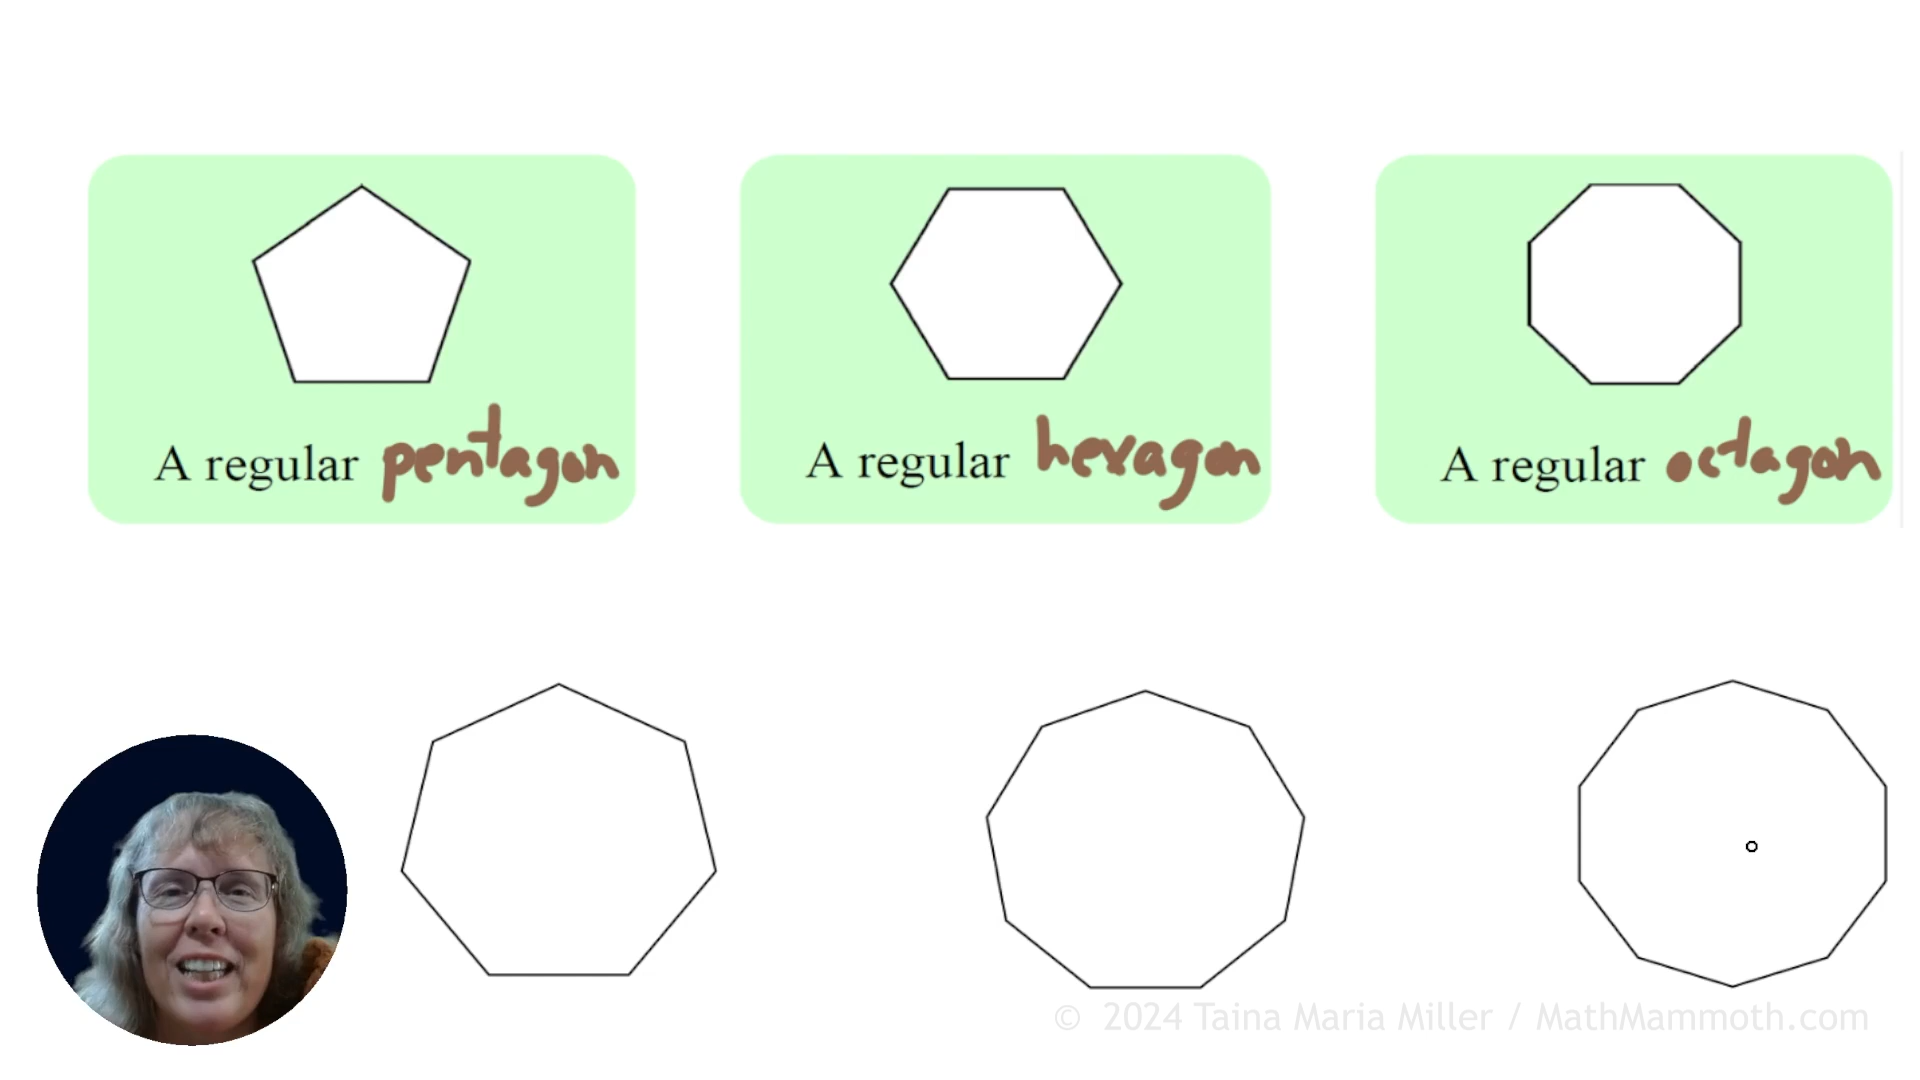 A regular pentagon
A regular hexagon
A regular octagon
© 2024 Taina Maria Miller / MathMammoth.com